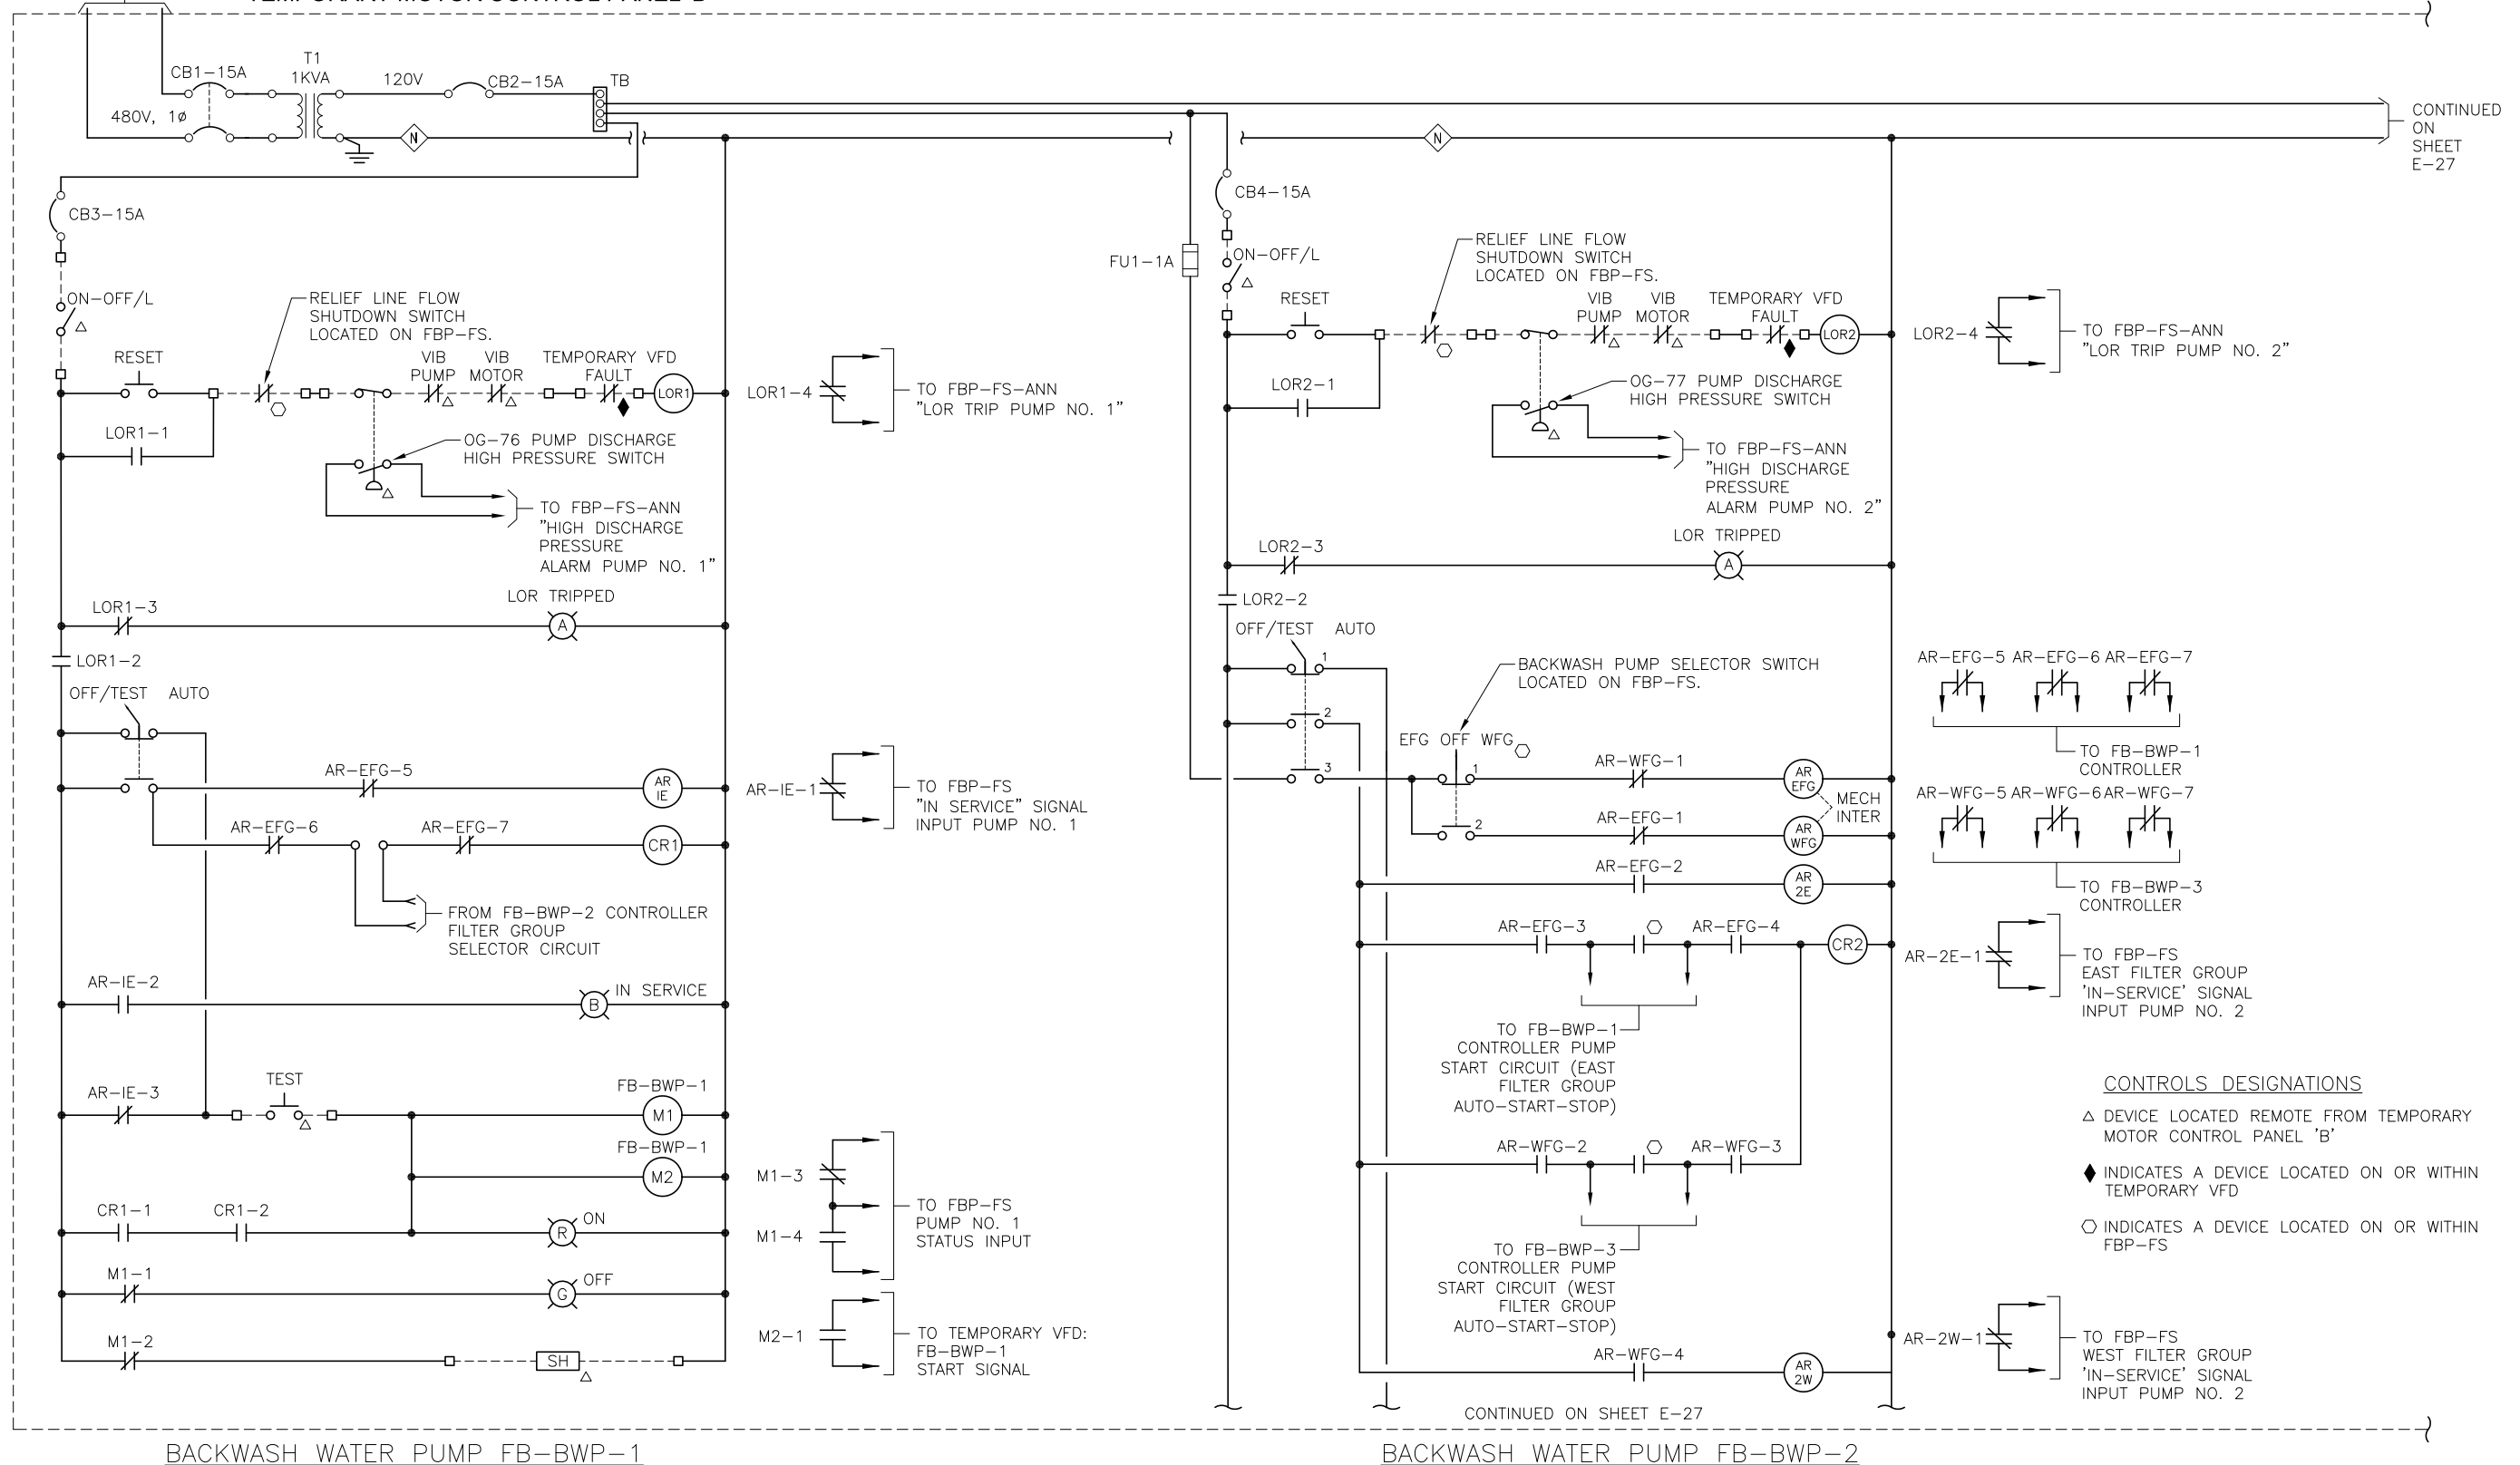 TEMPORARY MOTOR CONTROL PANEL B
CB1-15A
T1
1KVA
120V
CB2-15A
TB
480V, 1ø
N
N
CONTINUED
ON
SHEET
E-27
CB3-15A
ON-OFF/L
RELIEF LINE FLOW
SHUTDOWN SWITCH
LOCATED ON FBP-FS.
RESET
VIB
PUMP
VIB
MOTOR
TEMPORARY VFD
FAULT
LOR1
LOR1-1
OG-76 PUMP DISCHARGE
HIGH PRESSURE SWITCH
TO FBP-FS-ANN
"HIGH DISCHARGE
PRESSURE
ALARM PUMP NO. 1"
LOR1-4
TO FBP-FS-ANN
"LOR TRIP PUMP NO. 1"
LOR1-3
LOR TRIPPED
A
LOR1-2
OFF/TEST AUTO
AR-EFG-5
AR
IE
AR-IE-1
TO FBP-FS
"IN SERVICE" SIGNAL
INPUT PUMP NO. 1
AR-EFG-6
AR-EFG-7
CR1
FROM FB-BWP-2 CONTROLLER
FILTER GROUP
SELECTOR CIRCUIT
AR-IE-2
B
IN SERVICE
AR-IE-3
TEST
FB-BWP-1
M1
FB-BWP-1
M2
CR1-1
CR1-2
R
ON
M1-3
M1-4
TO FBP-FS
PUMP NO. 1
STATUS INPUT
M1-1
G
OFF
M1-2
SH
M2-1
TO TEMPORARY VFD:
FB-BWP-1
START SIGNAL
BACKWASH WATER PUMP FB-BWP-1
FU1-1A
CB4-15A
ON-OFF/L
RELIEF LINE FLOW
SHUTDOWN SWITCH
LOCATED ON FBP-FS.
RESET
VIB
PUMP
VIB
MOTOR
TEMPORARY VFD
FAULT
LOR2
LOR2-1
OG-77 PUMP DISCHARGE
HIGH PRESSURE SWITCH
TO FBP-FS-ANN
"HIGH DISCHARGE
PRESSURE
ALARM PUMP NO. 2"
LOR2-4
TO FBP-FS-ANN
"LOR TRIP PUMP NO. 2"
LOR2-3
LOR TRIPPED
A
LOR2-2
OFF/TEST AUTO
1
2
3
BACKWASH PUMP SELECTOR SWITCH
LOCATED ON FBP-FS.
EFG OFF WFG
1
2
AR-WFG-1
AR
EFG
MECH
INTER
AR-EFG-1
AR
WFG
AR-EFG-2
AR
2E
AR-EFG-3
AR-EFG-4
CR2
TO FB-BWP-1
CONTROLLER PUMP
START CIRCUIT (EAST
FILTER GROUP
AUTO-START-STOP)
AR-WFG-2
AR-WFG-3
TO FB-BWP-3
CONTROLLER PUMP
START CIRCUIT (WEST
FILTER GROUP
AUTO-START-STOP)
AR-WFG-4
AR
2W
CONTINUED ON SHEET E-27
AR-EFG-5 AR-EFG-6 AR-EFG-7
TO FB-BWP-1
CONTROLLER
AR-WFG-5 AR-WFG-6 AR-WFG-7
TO FB-BWP-3
CONTROLLER
AR-2E-1
TO FBP-FS
EAST FILTER GROUP
'IN-SERVICE' SIGNAL
INPUT PUMP NO. 2
CONTROLS DESIGNATIONS
DEVICE LOCATED REMOTE FROM TEMPORARY
MOTOR CONTROL PANEL 'B'
INDICATES A DEVICE LOCATED ON OR WITHIN
TEMPORARY VFD
INDICATES A DEVICE LOCATED ON OR WITHIN
FBP-FS
AR-2W-1
TO FBP-FS
WEST FILTER GROUP
'IN-SERVICE' SIGNAL
INPUT PUMP NO. 2
BACKWASH WATER PUMP FB-BWP-2